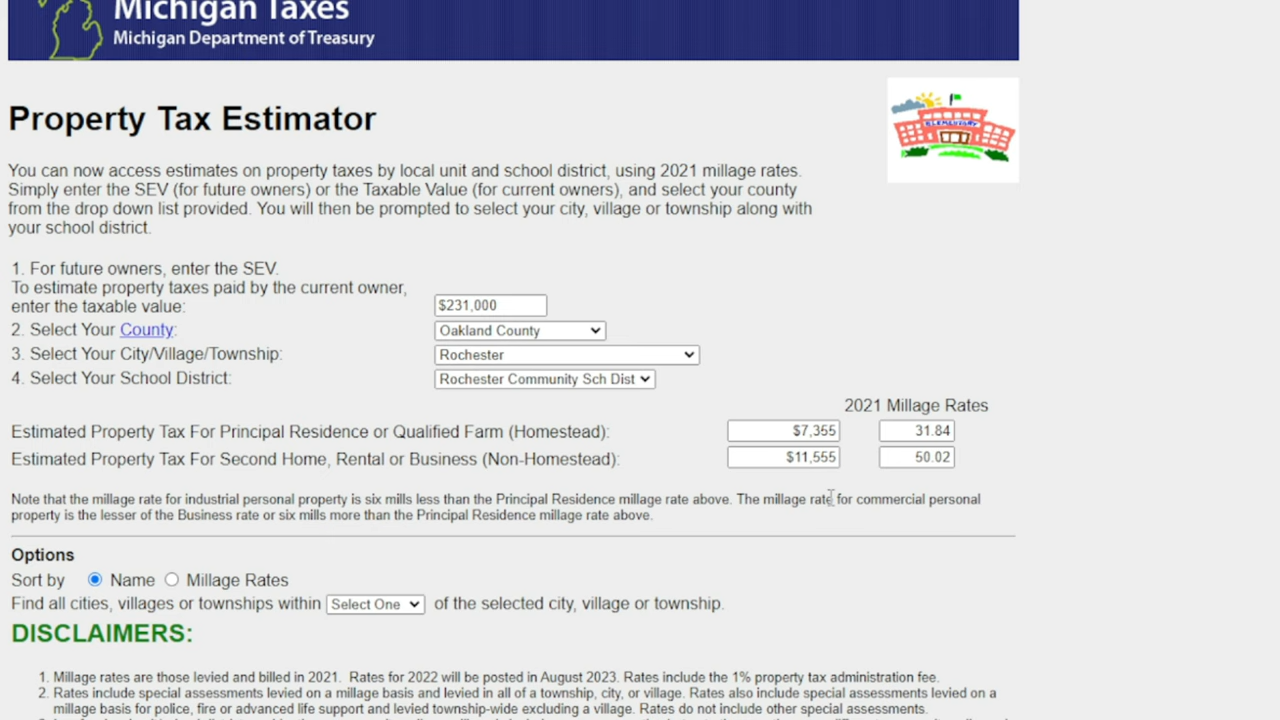 Michigan Taxes
Michigan Department of Treasury
Property Tax Estimator
ELEMENTARY
You can now access estimates on property taxes by local unit and school district, using 2021 millage rates.
Simply enter the SEV (for future owners) or the Taxable Value (for current owners), and select your county
from the drop down list provided. You will then be prompted to select your city, village or township along with
your school district.
1. For future owners, enter the SEV.
To estimate property taxes paid by the current owner,
enter the taxable value: $231,000
2. Select Your County: Oakland County
3. Select Your City/Village/Township: Rochester
4. Select Your School District: Rochester Community Sch Dist
2021 Millage Rates
Estimated Property Tax For Principal Residence or Qualified Farm (Homestead): $7,355 31.84
Estimated Property Tax For Second Home, Rental or Business (Non-Homestead): $11,555 50.02
Note that the millage rate for industrial personal property is six mills less than the Principal Residence millage rate above. The millage rate for commercial personal
property is the lesser of the Business rate or six mills more than the Principal Residence millage rate above.
Options
Sort by Name Millage Rates
Find all cities, villages or townships within Select One of the selected city, village or township.
DISCLAIMERS:
1. Millage rates are those levied and billed in 2021. Rates for 2022 will be posted in August 2023. Rates include the 1% property tax administration fee.
2. Rates include special assessments levied on a millage basis and levied in all of a township, city, or village. Rates also include special assessments levied on a
millage basis for police, fire or advanced life support and levied township-wide excluding a village. Rates do not include other special assessments.